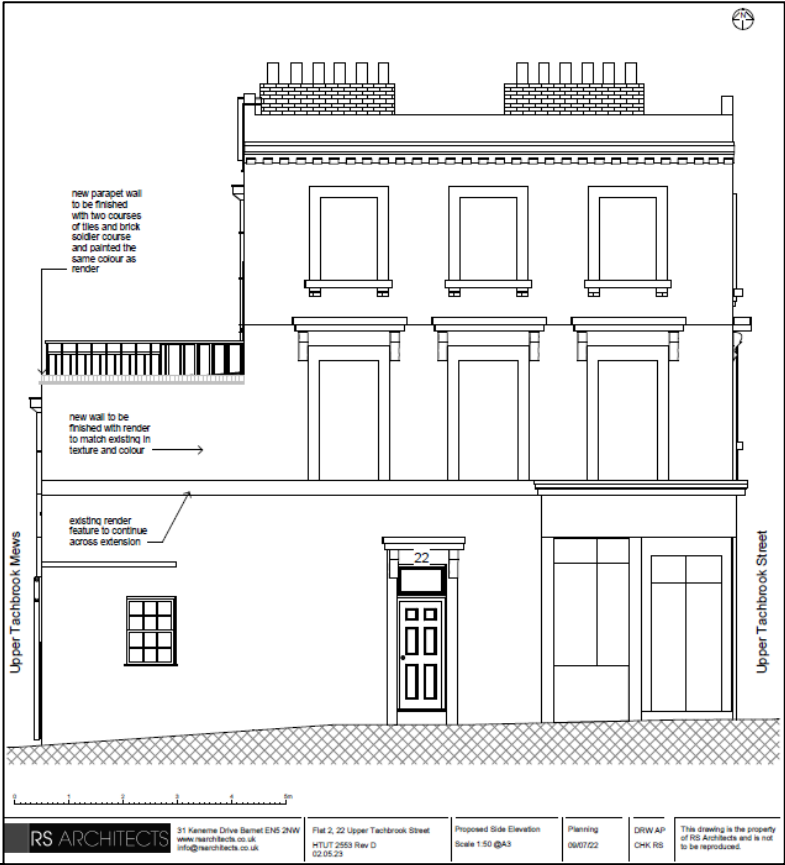 N
new parapet wall
to be finished
with two courses
of tiles and brick
soldier course
and painted the
same colour as
render
new wall to be
finished with render
to match existing in
texture and colour
existing render
feature to continue
across extension
22
Upper Tachbrook Mews
Upper Tachbrook Street
0 1 2 3 4 5m
RS ARCHITECTS
31 Keneme Drive Barnet EN5 2NW
www.rsarchitects.co.uk
info@rsarchitects.co.uk
Flat 2, 22 Upper Tachbrook Street
HTUT 2553 Rev D
02.05.23
Proposed Side Elevation
Scale 1:50 @A3
Planning
09/07/22
DRW AP
CHK RS
This drawing is the property
of RS Architects and is not
to be reproduced.